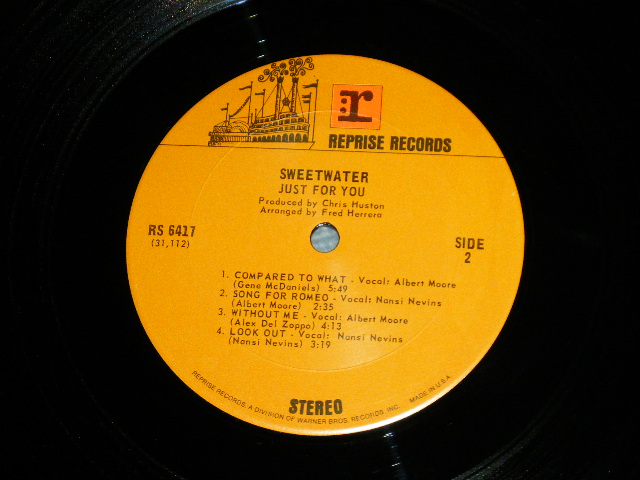 :r
REPRISE RECORDS
SWEETWATER
JUST FOR YOU
Produced by Chris Huston
Arranged by Fred Herrera
RS 6417
(31,112)
SIDE
2
1. COMPARED TO WHAT - Vocal: Albert Moore
(Gene McDaniels) 5:49
2. SONG FOR ROMEO - Vocal: Nansi Nevins
(Albert Moore) 2:35
3. WITHOUT ME - Vocal: Albert Moore
(Alex Del Zoppo) 4:13
4. LOOK OUT - Vocal: Nansi Nevins
(Nansi Nevins) 3:19
STEREO
REPRISE RECORDS, A DIVISION OF WARNER BROS. RECORDS, INC. MADE IN U.S.A.